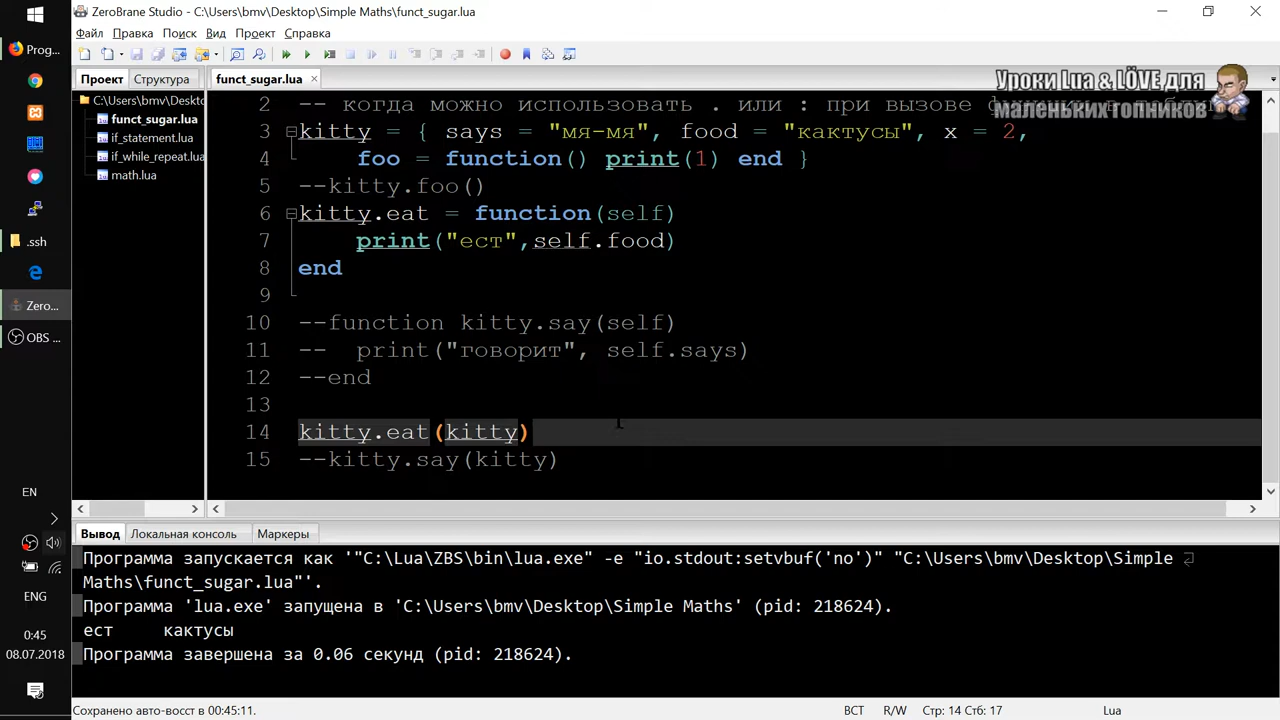 ZeroBrane Studio - C:\Users\bmv\Desktop\Simple Maths\funct_sugar.lua
Файл Правка Поиск Вид Проект Справка
Prog...
Проект Структура
funct_sugar.lua
Уроки Lua & LÖVE для
маленьких топников
C:\Users\bmv\Deskto
funct_sugar.lua
if_statement.lua
if_while_repeat.lua
math.lua
2 -- когда можно использовать . или : при вызове
3 kitty = { says = "мя-мя", food = "кактусы", x = 2,
4 foo = function() print(1) end }
5 --kitty.foo()
6 kitty.eat = function(self)
7 print("ест",self.food)
8 end
9
10 --function kitty.say(self)
11 -- print("говорит", self.says)
12 --end
13
14 kitty.eat(kitty)
15 --kitty.say(kitty)
.ssh
Zero...
OBS ...
EN
ENG
0:45
08.07.2018
Вывод Локальная консоль Маркеры
Программа запускается как '"C:\Lua\ZBS\bin\lua.exe" -e "io.stdout:setvbuf('no')" "C:\Users\bmv\Desktop\Simple
Maths\funct_sugar.lua"'.
Программа 'lua.exe' запущена в 'C:\Users\bmv\Desktop\Simple Maths' (pid: 218624).
ест кактусы
Программа завершена за 0.06 секунд (pid: 218624).
Сохранено авто-восст в 00:45:11.
ВСТ R/W Стр: 14 Стб: 17 Lua